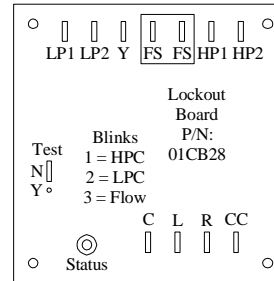 LP1 LP2 Y FS FS HP1 HP2
Lockout
Board
P/N:
01CB28
Test
N
Y
Blinks
1 = HPC
2 = LPC
3 = Flow
C L R CC
Status